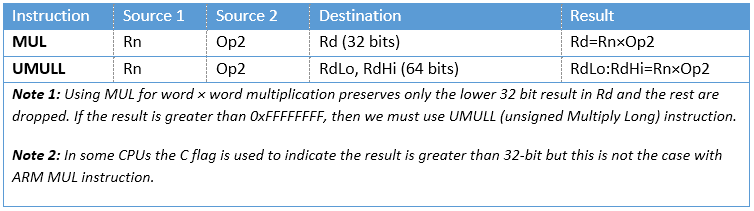 Instruction Source 1 Source 2 Destination Result
MUL Rn Op2 Rd (32 bits) Rd=Rn×Op2
UMULL Rn Op2 RdLo, RdHi (64 bits) RdLo:RdHi=Rn×Op2
Note 1: Using MUL for word × word multiplication preserves only the lower 32 bit result in Rd and the rest are
dropped. If the result is greater than 0xFFFFFFFF, then we must use UMULL (unsigned Multiply Long) instruction.
Note 2: In some CPUs the C flag is used to indicate the result is greater than 32-bit but this is not the case with
ARM MUL instruction.